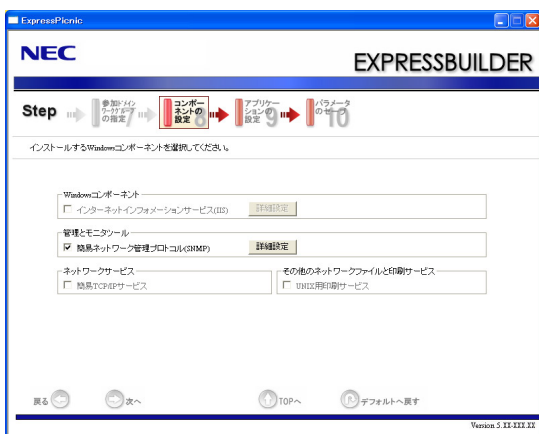 ExpressPicnic
NEC
EXPRESSBUILDER
Step
参加ドメイン
ワークグループ
の指定 7
コンポー
ネントの
設定 8
アプリケー
ションの
設定 9
パラメータ
のセーブ 10
インストールするWindowsコンポーネントを選択してください。
Windowsコンポーネント
インターネットインフォメーションサービス(IIS) 詳細設定
管理とモニタツール
簡易ネットワーク管理プロトコル(SNMP) 詳細設定
ネットワークサービス
簡易TCP/IPサービス
その他のネットワークファイルと印刷サービス
UNIX用印刷サービス
戻る 次へ TOPへ デフォルトへ戻す
Version 5.XX-XXX.XX